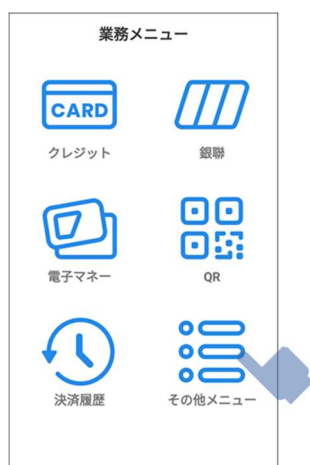 業務メニュー
CARD
クレジット
銀聯
電子マネー
QR
決済履歴
その他メニュー